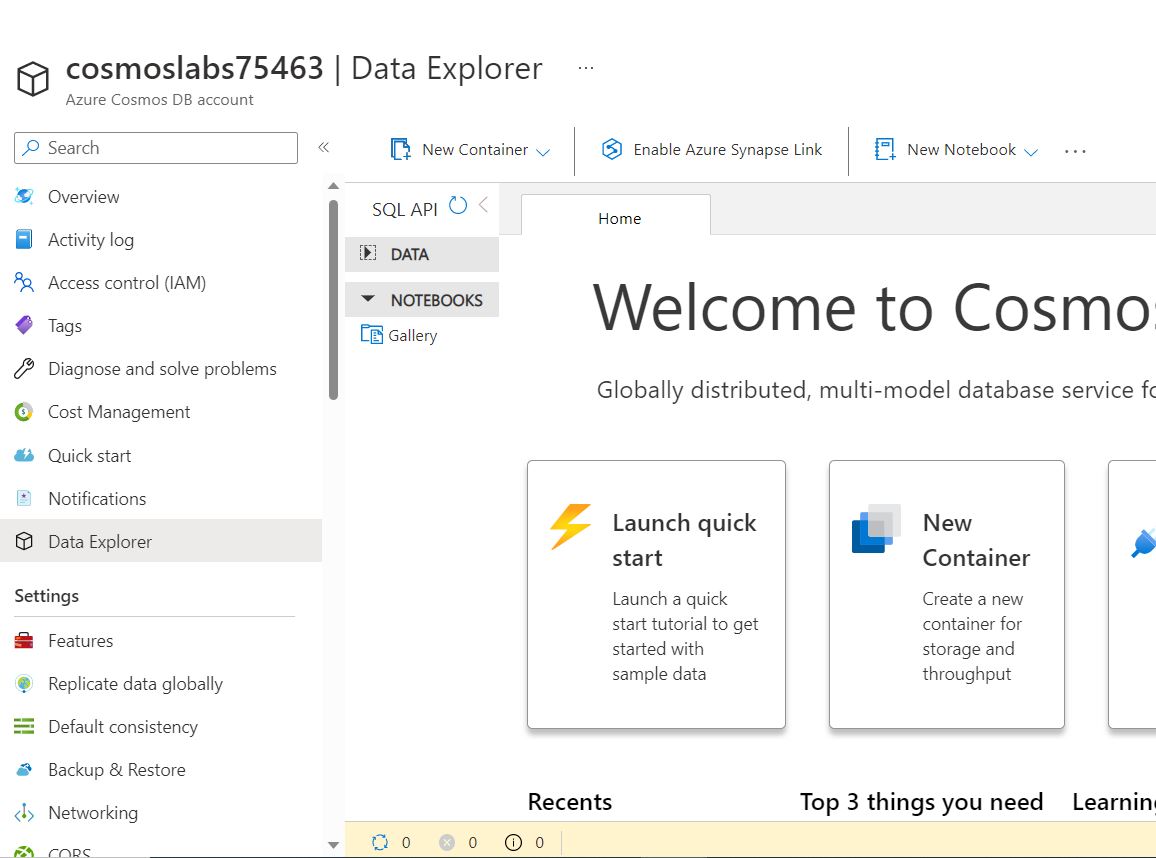 cosmoslabs75463 | Data Explorer ...
Azure Cosmos DB account
Search «
New Container
Enable Azure Synapse Link
New Notebook
...
Overview
Activity log
Access control (IAM)
Tags
Diagnose and solve problems
Cost Management
Quick start
Notifications
Data Explorer
Settings
Features
Replicate data globally
Default consistency
Backup & Restore
Networking
CORS
SQL API
DATA
NOTEBOOKS
Gallery
Home
Welcome to Cosmos
Globally distributed, multi-model database service fo
Launch quick
start
Launch a quick
start tutorial to get
started with
sample data
New
Container
Create a new
container for
storage and
throughput
Recents
Top 3 things you need
Learning
0 0 0